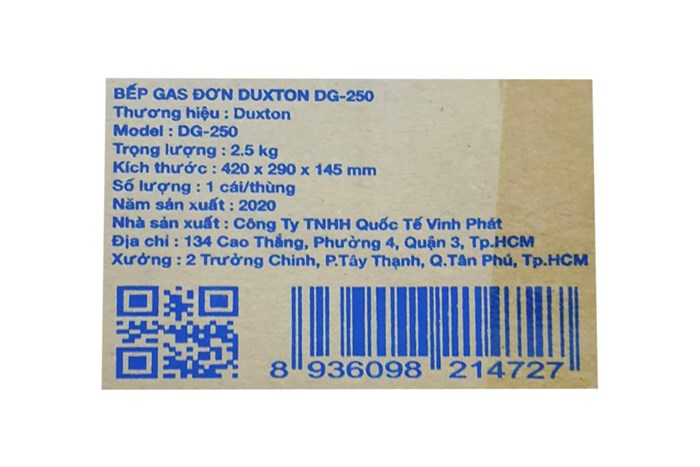 BẾP GAS ĐƠN DUXTON DG-250
Thương hiệu : Duxton
Model : DG-250
Trọng lượng : 2.5 kg
Kích thước : 420 x 290 x 145 mm
Số lượng : 1 cái/thùng
Năm sản xuất : 2020
Nhà sản xuất : Công Ty TNHH Quốc Tế Vinh Phát
Địa chỉ : 134 Cao Thắng, Phường 4, Quận 3, Tp.HCM
Xưởng : 2 Trường Chinh, P.Tây Thạnh, Q.Tân Phú, Tp.HCM
8 936098 214727